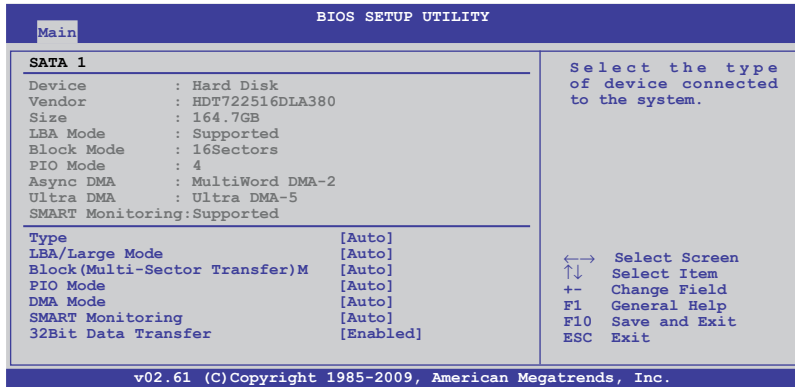 BIOS SETUP UTILITY
Main
SATA 1
Device : Hard Disk
Vendor : HDT722516DLA380
Size : 164.7GB
LBA Mode : Supported
Block Mode : 16Sectors
PIO Mode : 4
Async DMA : MultiWord DMA-2
Ultra DMA : Ultra DMA-5
SMART Monitoring:Supported
Type [Auto]
LBA/Large Mode [Auto]
Block(Multi-Sector Transfer)M [Auto]
PIO Mode [Auto]
DMA Mode [Auto]
SMART Monitoring [Auto]
32Bit Data Transfer [Enabled]
Select the type
of device connected
to the system.
←→ Select Screen
↑↓ Select Item
+- Change Field
F1 General Help
F10 Save and Exit
ESC Exit
v02.61 (C)Copyright 1985-2009, American Megatrends, Inc.